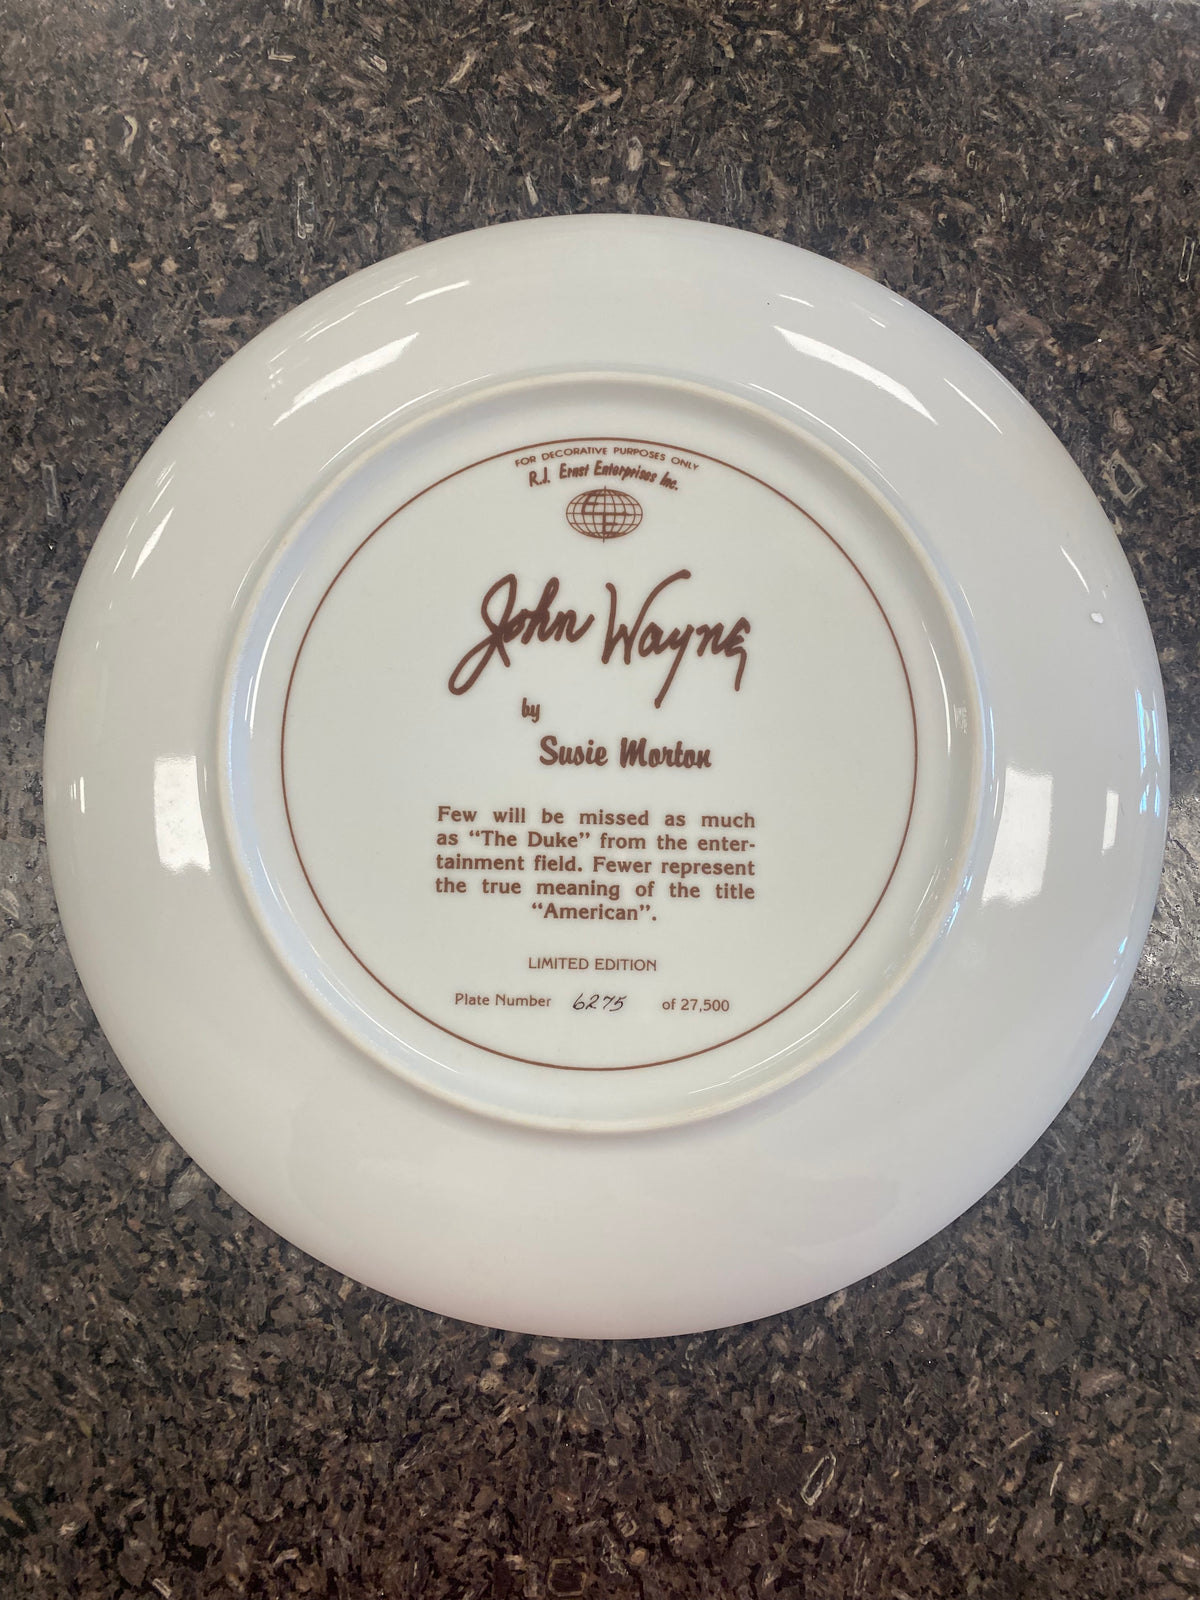 FOR DECORATIVE PURPOSES ONLY
R.J. Ernst Enterprises Inc.
John Wayne
by
Susie Morton
Few will be missed as much
as “The Duke” from the enter-
tainment field. Fewer represent
the true meaning of the title
“American”.
LIMITED EDITION
Plate Number 6275 of 27,500